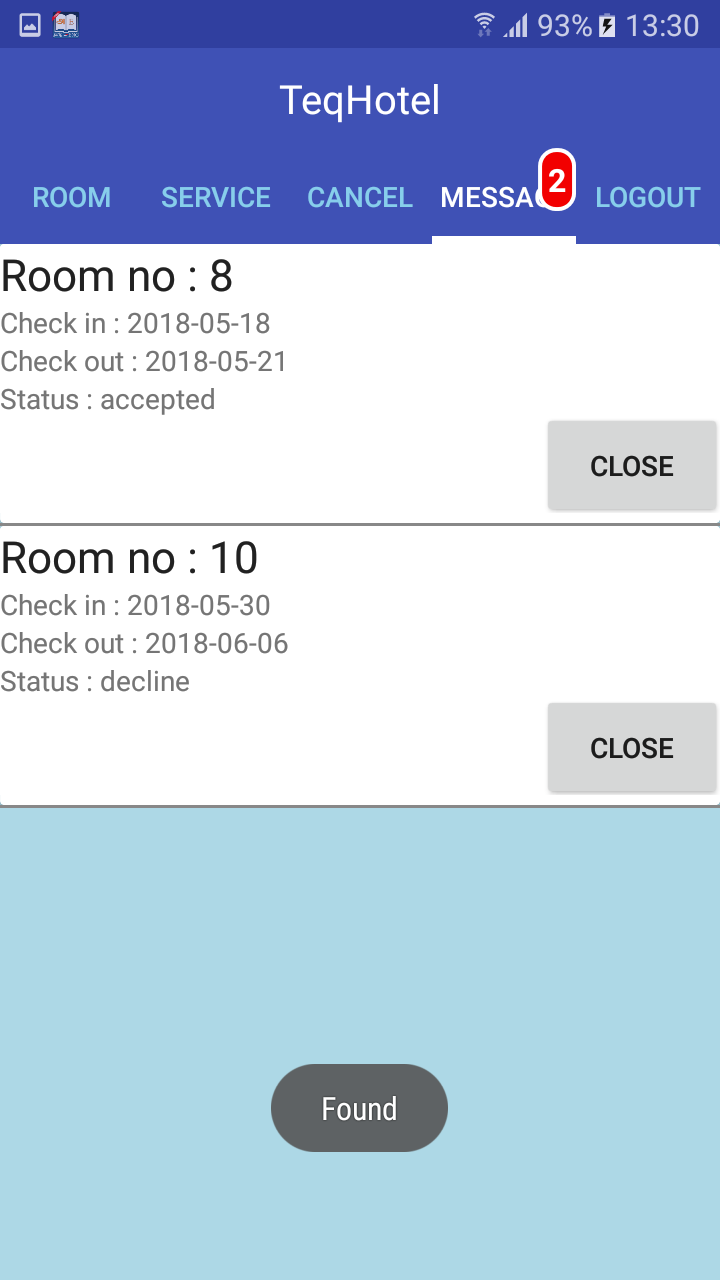 93% 13:30
TeqHotel
ROOM SERVICE CANCEL MESSAG 2 LOGOUT
Room no : 8
Check in : 2018-05-18
Check out : 2018-05-21
Status : accepted
CLOSE
Room no : 10
Check in : 2018-05-30
Check out : 2018-06-06
Status : decline
CLOSE
Found